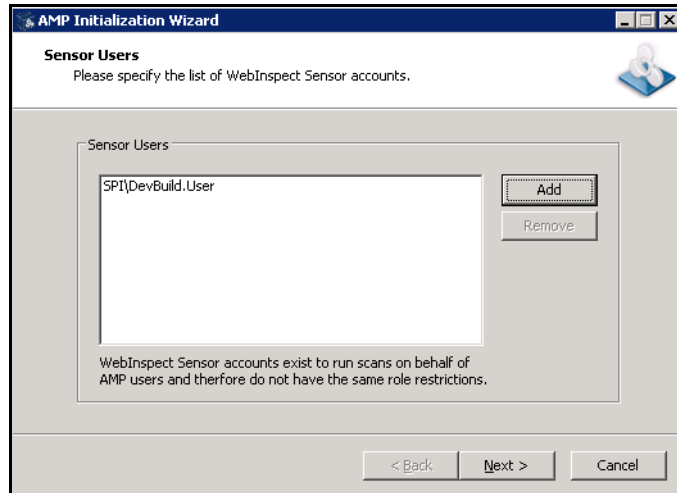 AMP Initialization Wizard
Sensor Users
Please specify the list of WebInspect Sensor accounts.
Sensor Users
SPI\DevBuild.User
Add
Remove
WebInspect Sensor accounts exist to run scans on behalf of
AMP users and therfore do not have the same role restrictions.
< Back
Next >
Cancel